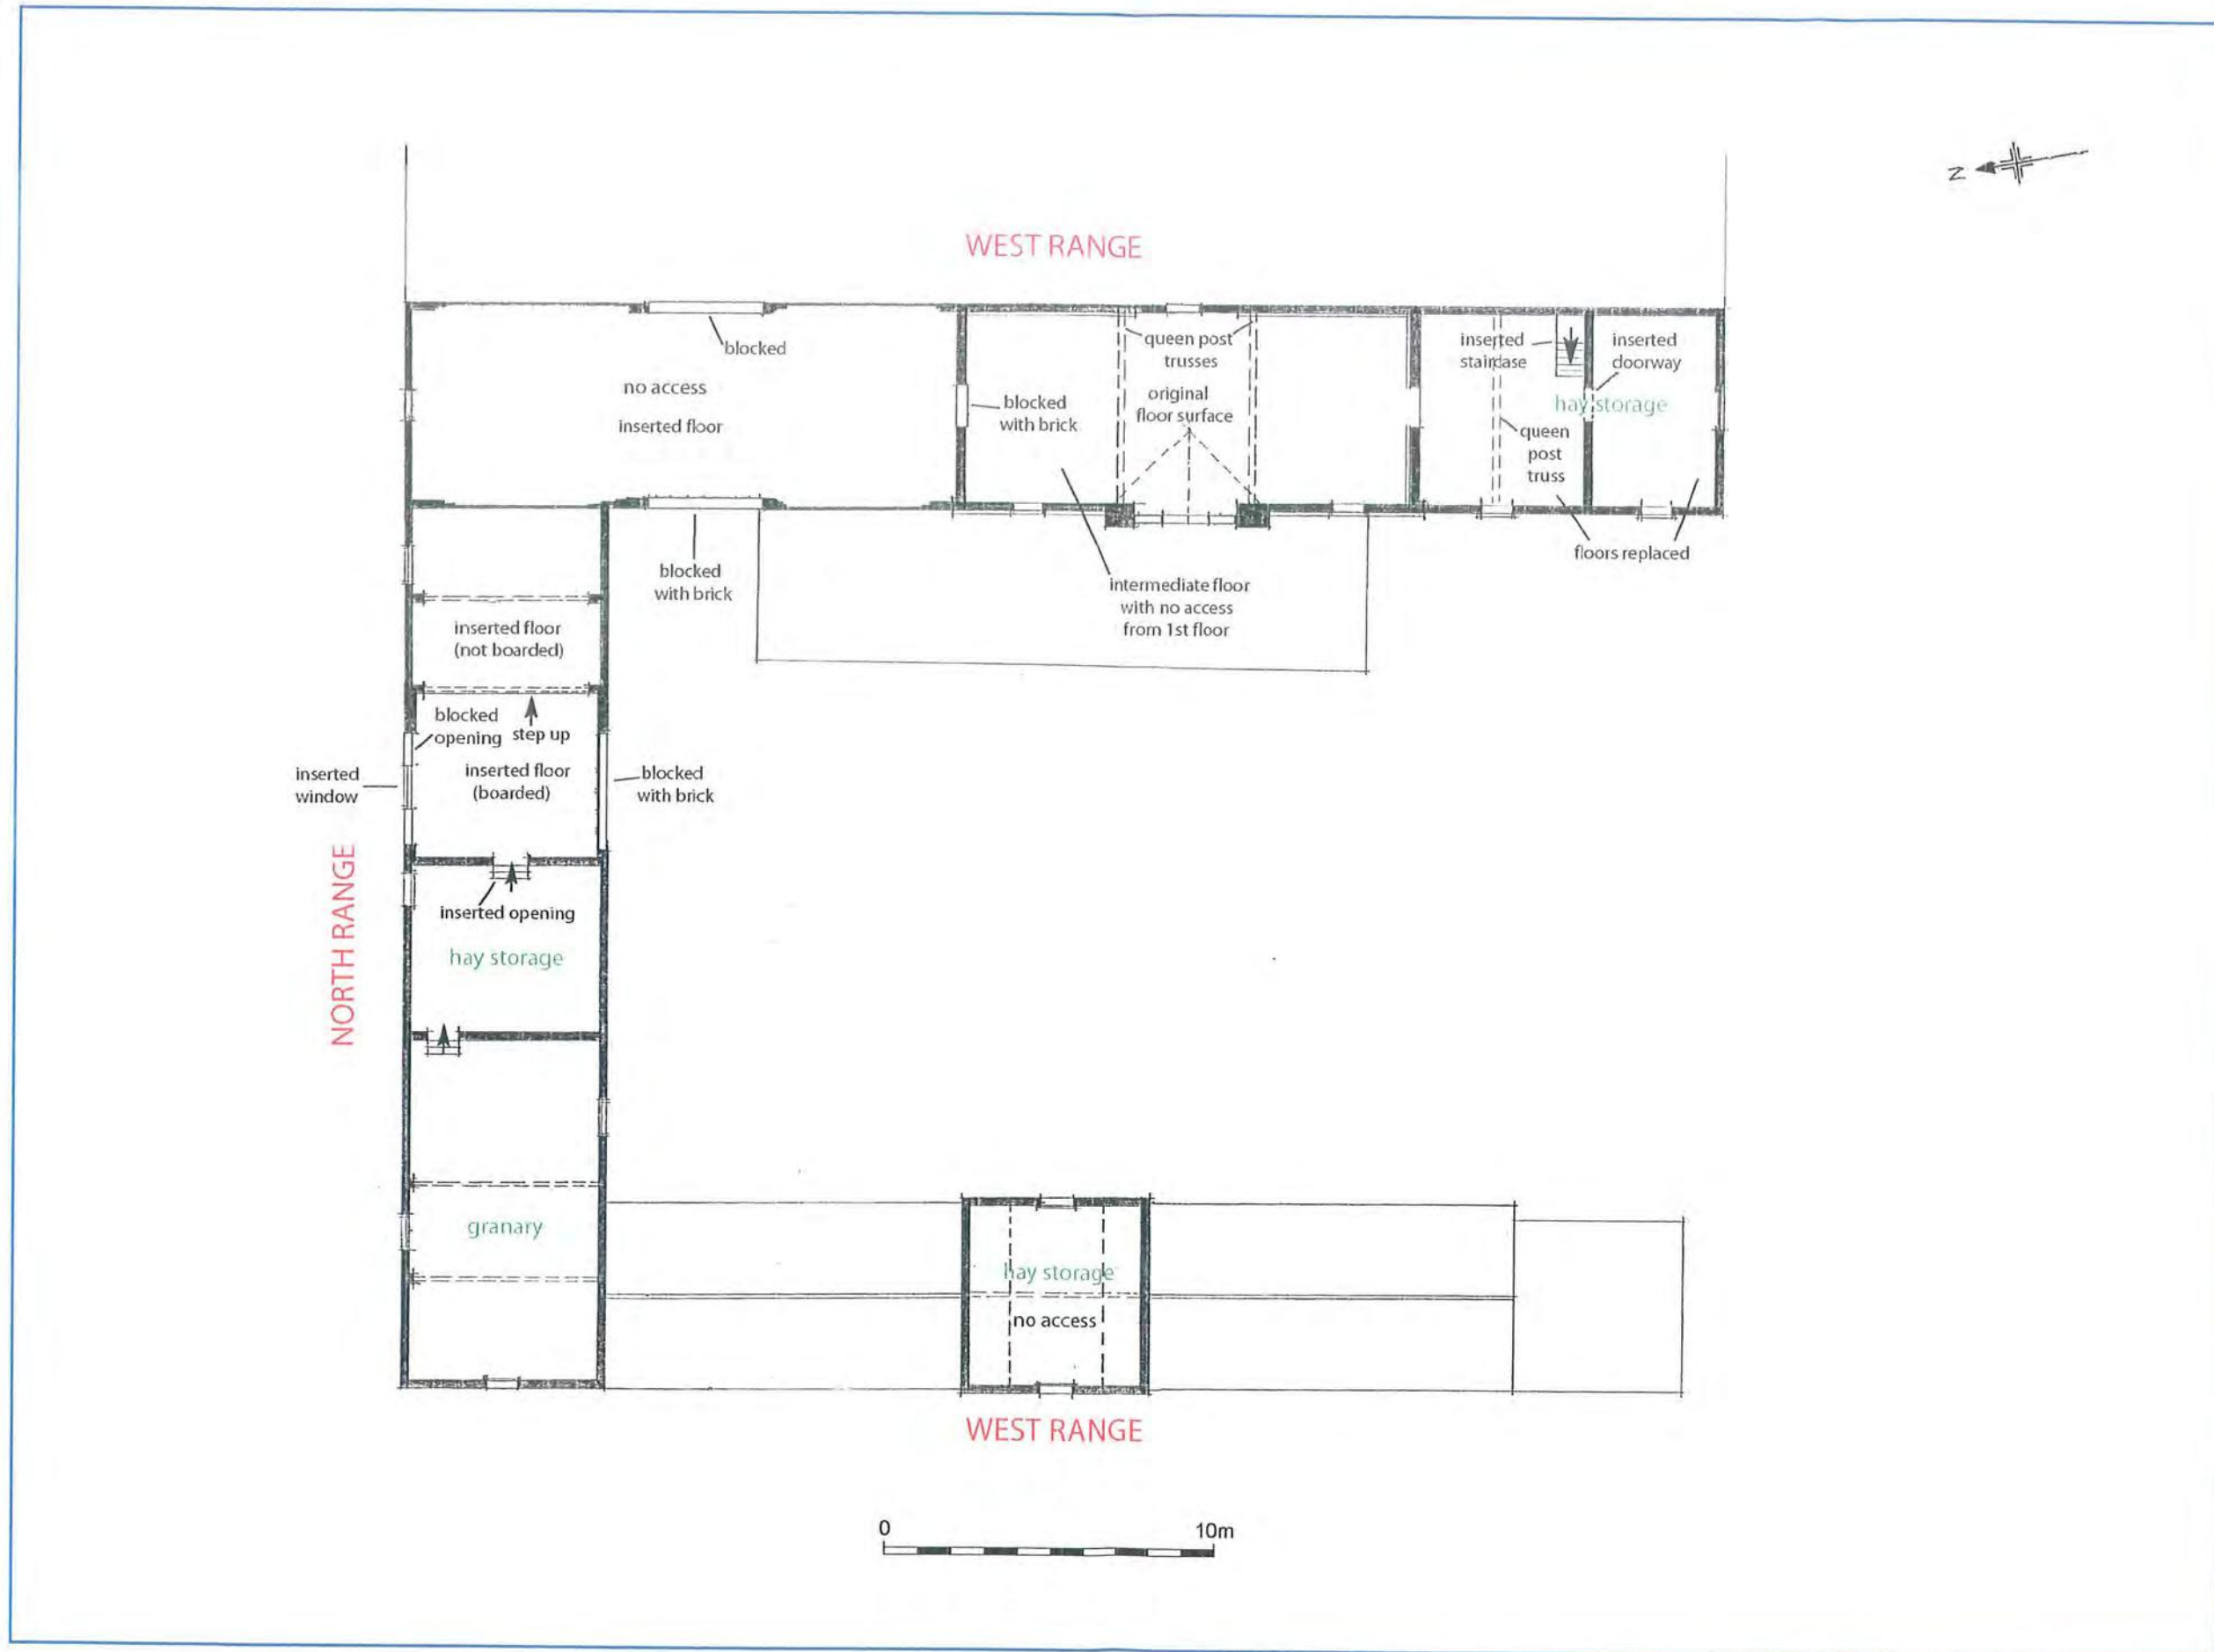 N
WEST RANGE
blocked
no access
inserted floor
blocked
with brick
queen post
trusses
original
floor surface
inserted
staircase
inserted
doorway
hay storage
queen
post
truss
floors replaced
blocked
with brick
intermediate floor
with no access
from 1st floor
inserted floor
(not boarded)
blocked
opening
step up
inserted
window
inserted floor
(boarded)
blocked
with brick
NORTH RANGE
inserted opening
hay storage
granary
hay storage
no access
WEST RANGE
0
10m